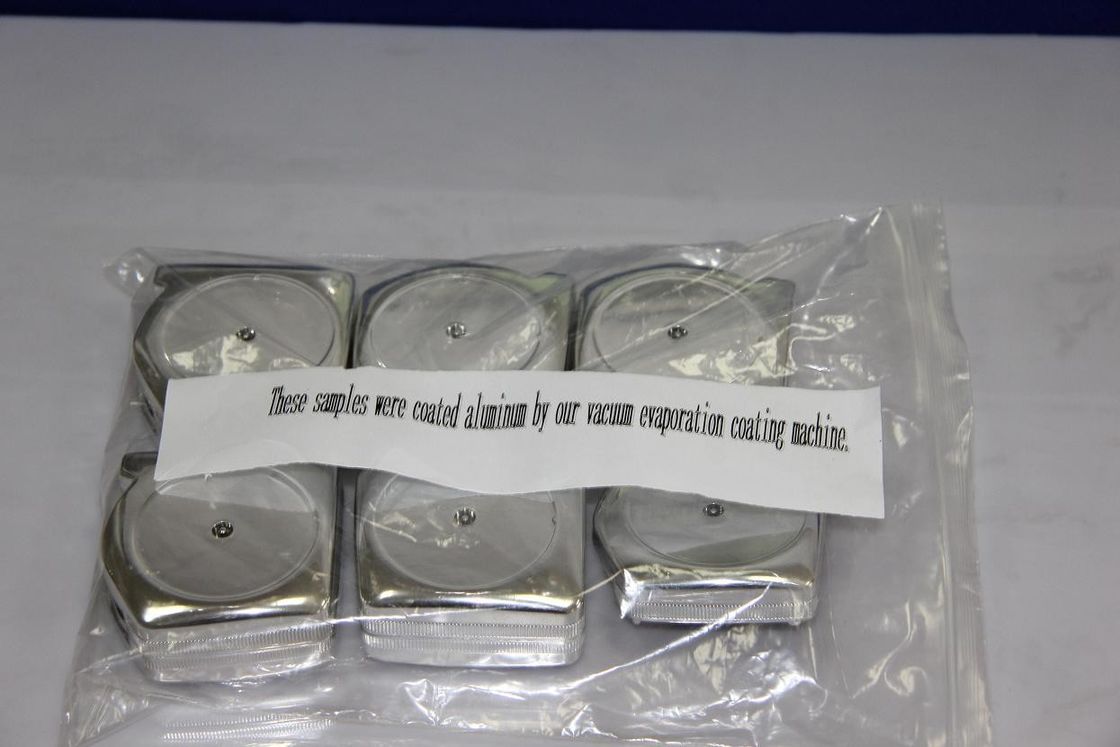 These samples were coated aluminum by our vacuum evaporation coating machine.